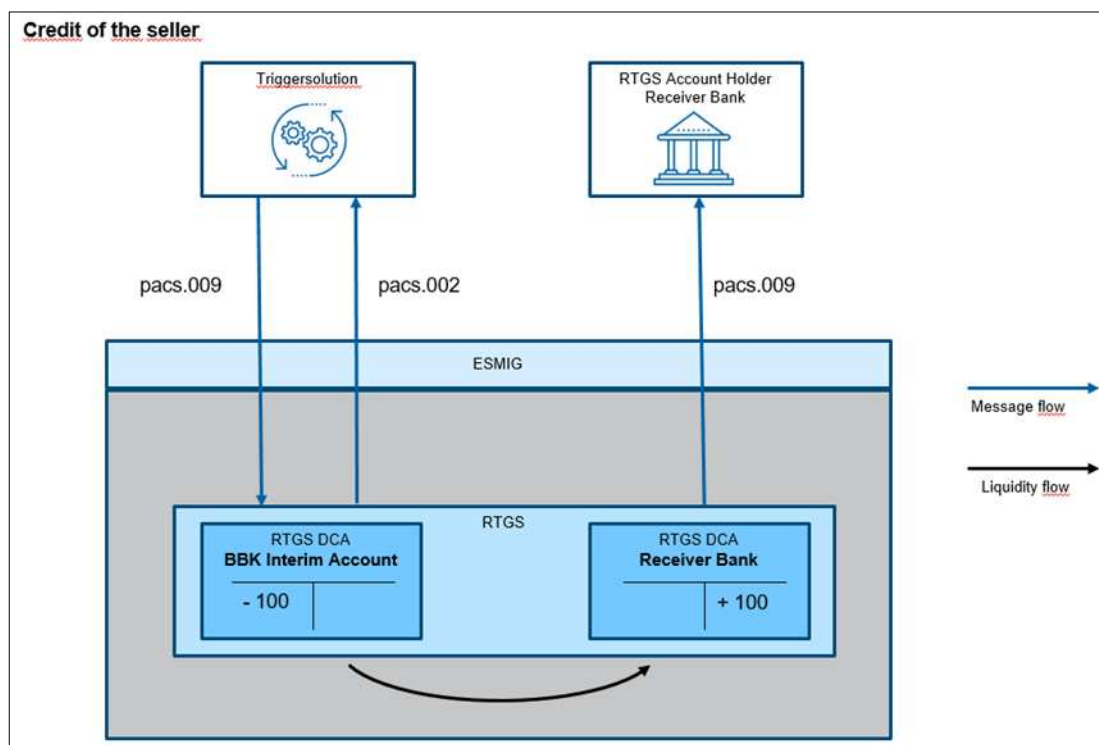 Credit of the seller
Triggersolution
RTGS Account Holder
Receiver Bank
pacs.009
pacs.002
pacs.009
ESMIG
Message flow
Liquidity flow
RTGS
RTGS DCA
BBK Interim Account
- 100
RTGS DCA
Receiver Bank
+ 100